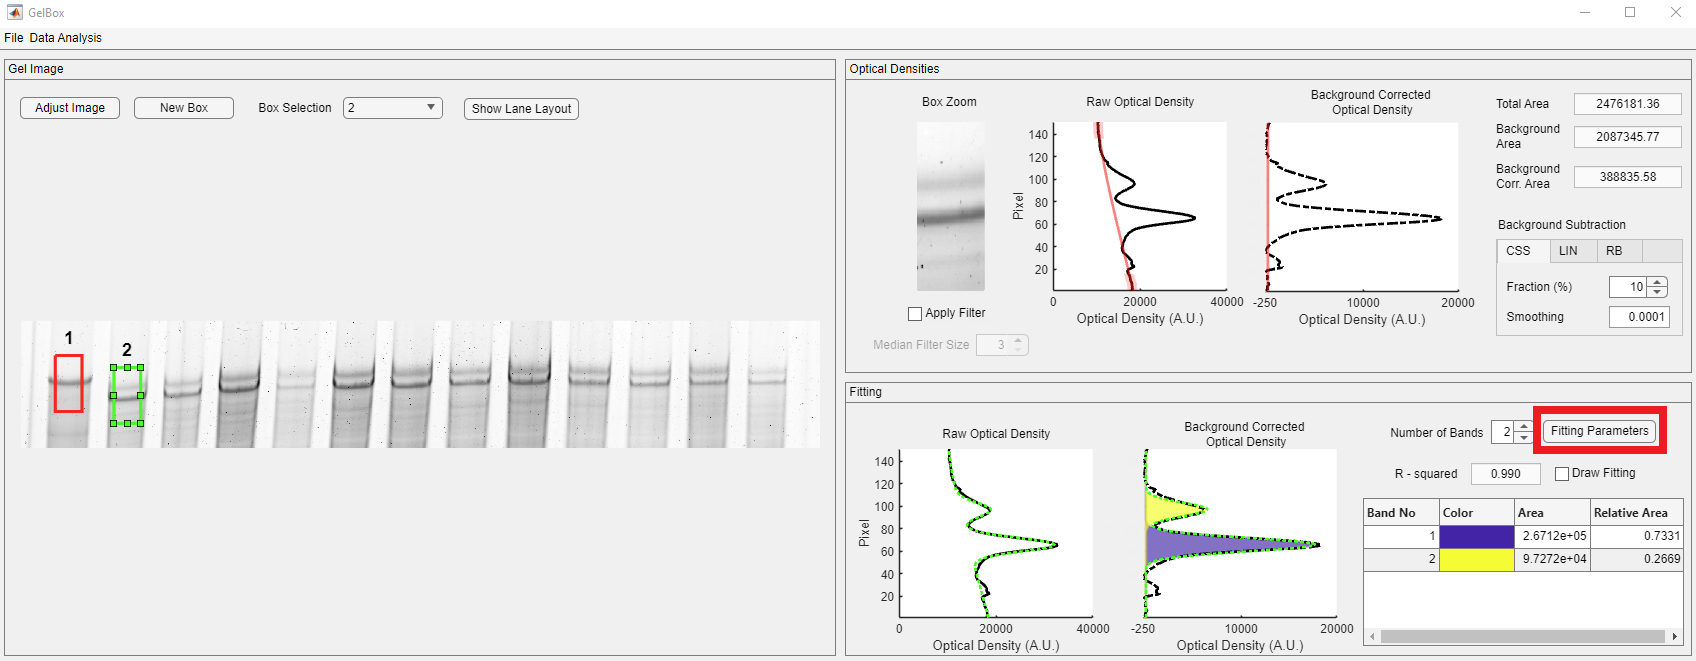 GelBox
File Data Analysis
Gel Image
Adjust Image
New Box
Box Selection
2
Show Lane Layout
1
2
Optical Densities
Box Zoom
Apply Filter
Median Filter Size
3
Raw Optical Density
140
120
100
80
60
40
20
Pixel
0 20000 40000
Optical Density (A.U.)
Background Corrected
Optical Density
-250 10000 20000
Optical Density (A.U.)
Total Area
2476181.36
Background
Area
2087345.77
Background
Corr. Area
388835.58
Background Subtraction
CSS LIN RB
Fraction (%)
10
Smoothing
0.0001
Fitting
Raw Optical Density
140
120
100
80
60
40
20
Pixel
0 20000 40000
Optical Density (A.U.)
Background Corrected
Optical Density
-250 10000 20000
Optical Density (A.U.)
Number of Bands
2
Fitting Parameters
R - squared
0.990
Draw Fitting
Band No Color Area Relative Area
1 2.6712e+05 0.7331
2 9.7272e+04 0.2669